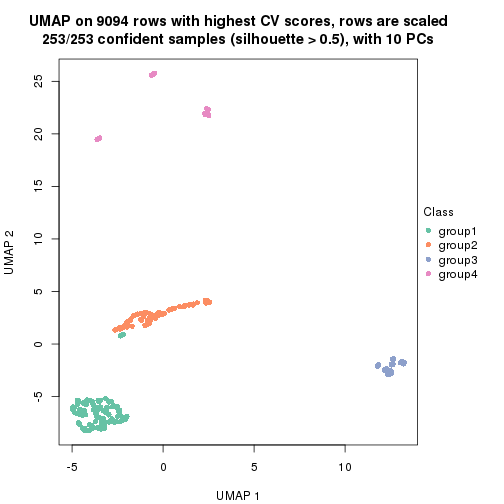 UMAP on 9094 rows with highest CV scores, rows are scaled
253/253 confident samples (silhouette > 0.5), with 10 PCs
25
20
15
10
5
0
-5
UMAP 2
-5
0
5
10
UMAP 1
Class
group1
group2
group3
group4